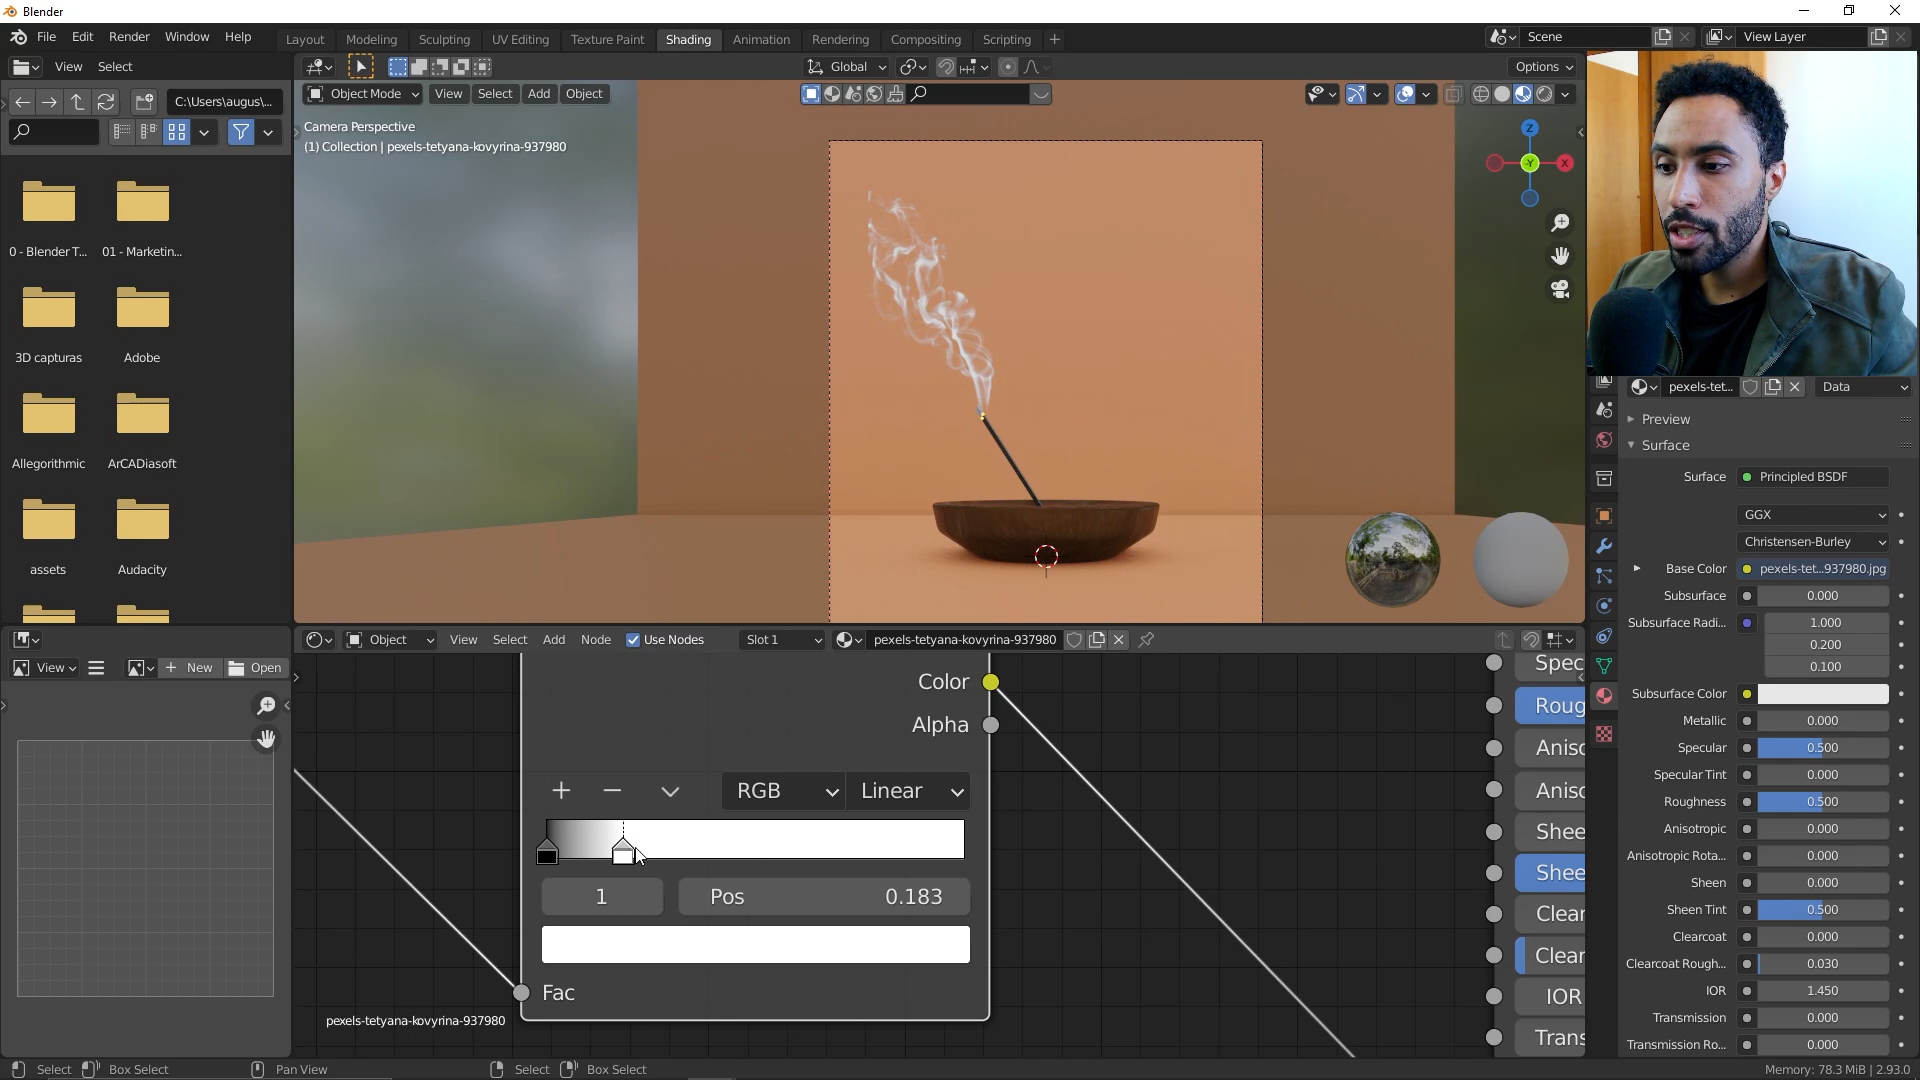 Blender
File Edit Render Window Help
Layout Modeling Sculpting UV Editing Texture Paint Shading Animation Rendering Compositing Scripting
Scene
View Layer
View Select
Global
Options
C:\Users\augus\...
Object Mode View Select Add Object
Camera Perspective
(1) Collection | pexels-tetyana-kovyrina-937980
Z
-Y
X
0 - Blender T...
01 - Marketin...
3D capturas
Adobe
Allegorithmic
ArCADiasoft
assets
Audacity
pexels-tet...
Data
Preview
Surface
Surface Principled BSDF
GGX
Christensen-Burley
Base Color pexels-tet...937980.jpg
Subsurface 0.000
Subsurface Radi... 1.000
0.200
0.100
Subsurface Color
Metallic 0.000
Specular 0.500
Specular Tint 0.000
Roughness 0.500
Anisotropic 0.000
Anisotropic Rota... 0.000
Sheen 0.000
Sheen Tint 0.500
Clearcoat 0.000
Clearcoat Rough... 0.030
IOR 1.450
Transmission 0.000
Transmission Ro... 0.000
View
New
Open
Object View Select Add Node Use Nodes Slot 1 pexels-tetyana-kovyrina-937980
Color
Alpha
RGB Linear
1
Pos 0.183
Fac
pexels-tetyana-kovyrina-937980
Spec
Roug
Aniso
Aniso
Shee
Shee
Clear
Clear
IOR
Trans
Select Box Select Pan View Select Box Select
Memory: 78.3 MiB | 2.93.0